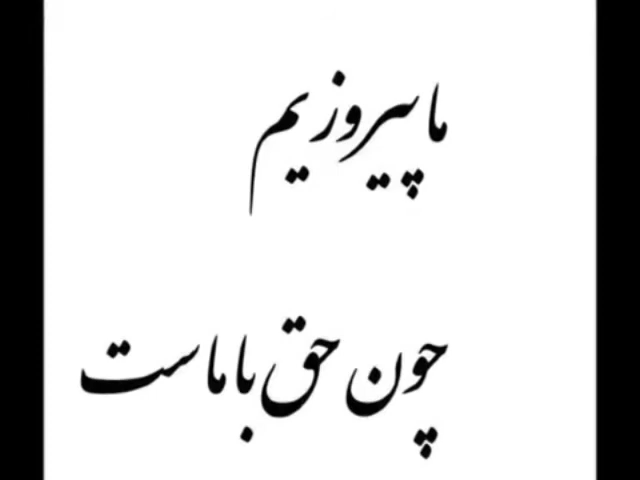 ما پیروزیم
چون حق با ماست